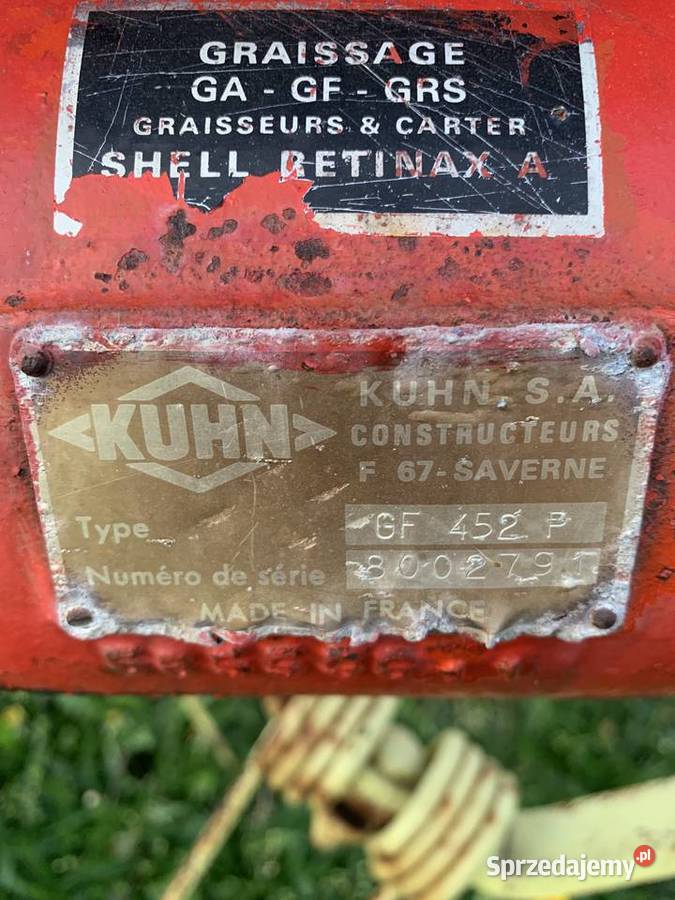 GRAISSAGE
GA - GF - GRS
GRAISSEURS & CARTER
SHELL RETINAX A
KUHN
KUHN S.A.
CONSTRUCTEURS
F 67-SAVERNE
Type GF 452 P
Numéro de série 8002791
MADE IN FRANCE
Sprzedajemy.pl